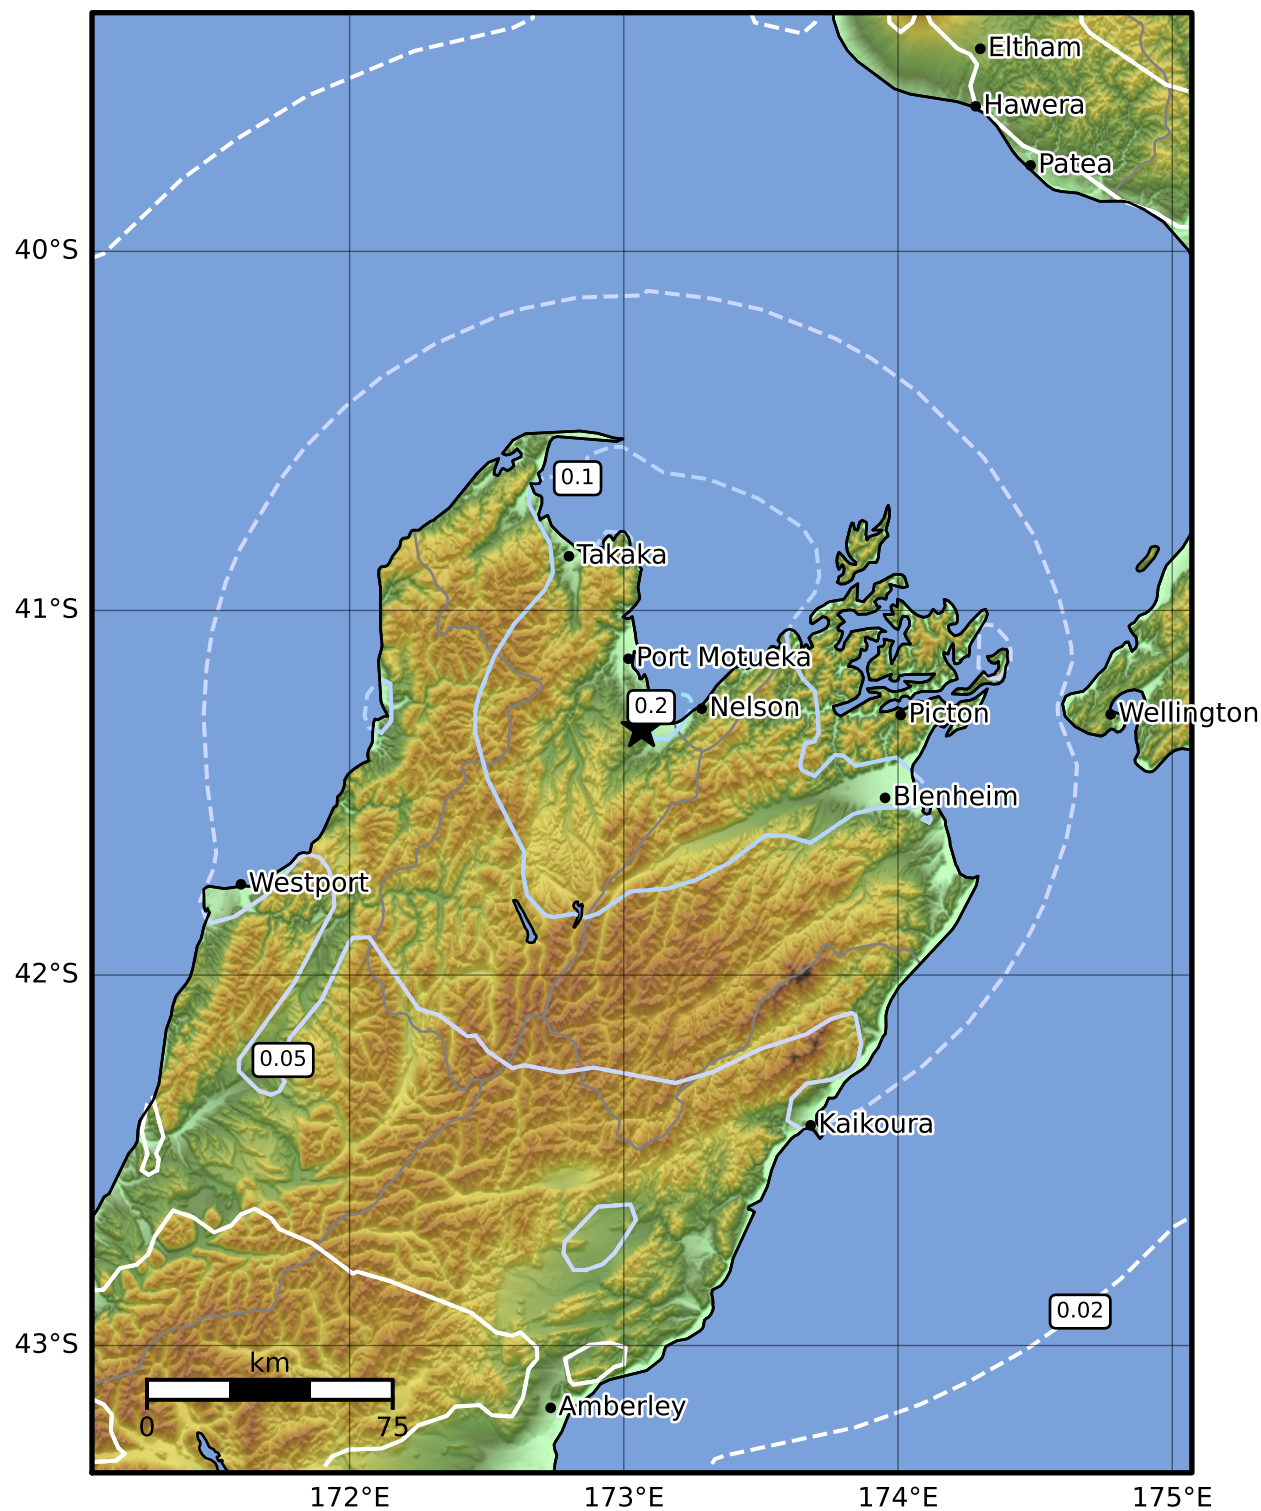 Eltham
Hawera
Patea
40°S
0.1
Takaka
41°S
Port Motueka
0.2
Nelson
Picton
Wellington
Blenheim
Westport
42°S
0.05
Kaikoura
0.02
43°S
km
0
75
Amberley
172°E
173°E
174°E
175°E